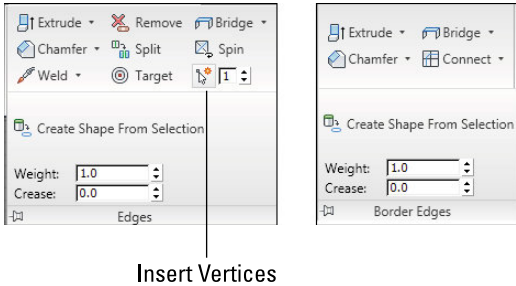 Extrude Remove Bridge
Chamfer Split Spin
Weld Target 1
Create Shape From Selection
Weight: 1.0
Crease: 0.0
Edges
Extrude Bridge
Chamfer Connect
Create Shape From Selection
Weight: 1.0
Crease: 0.0
Border Edges
Insert Vertices